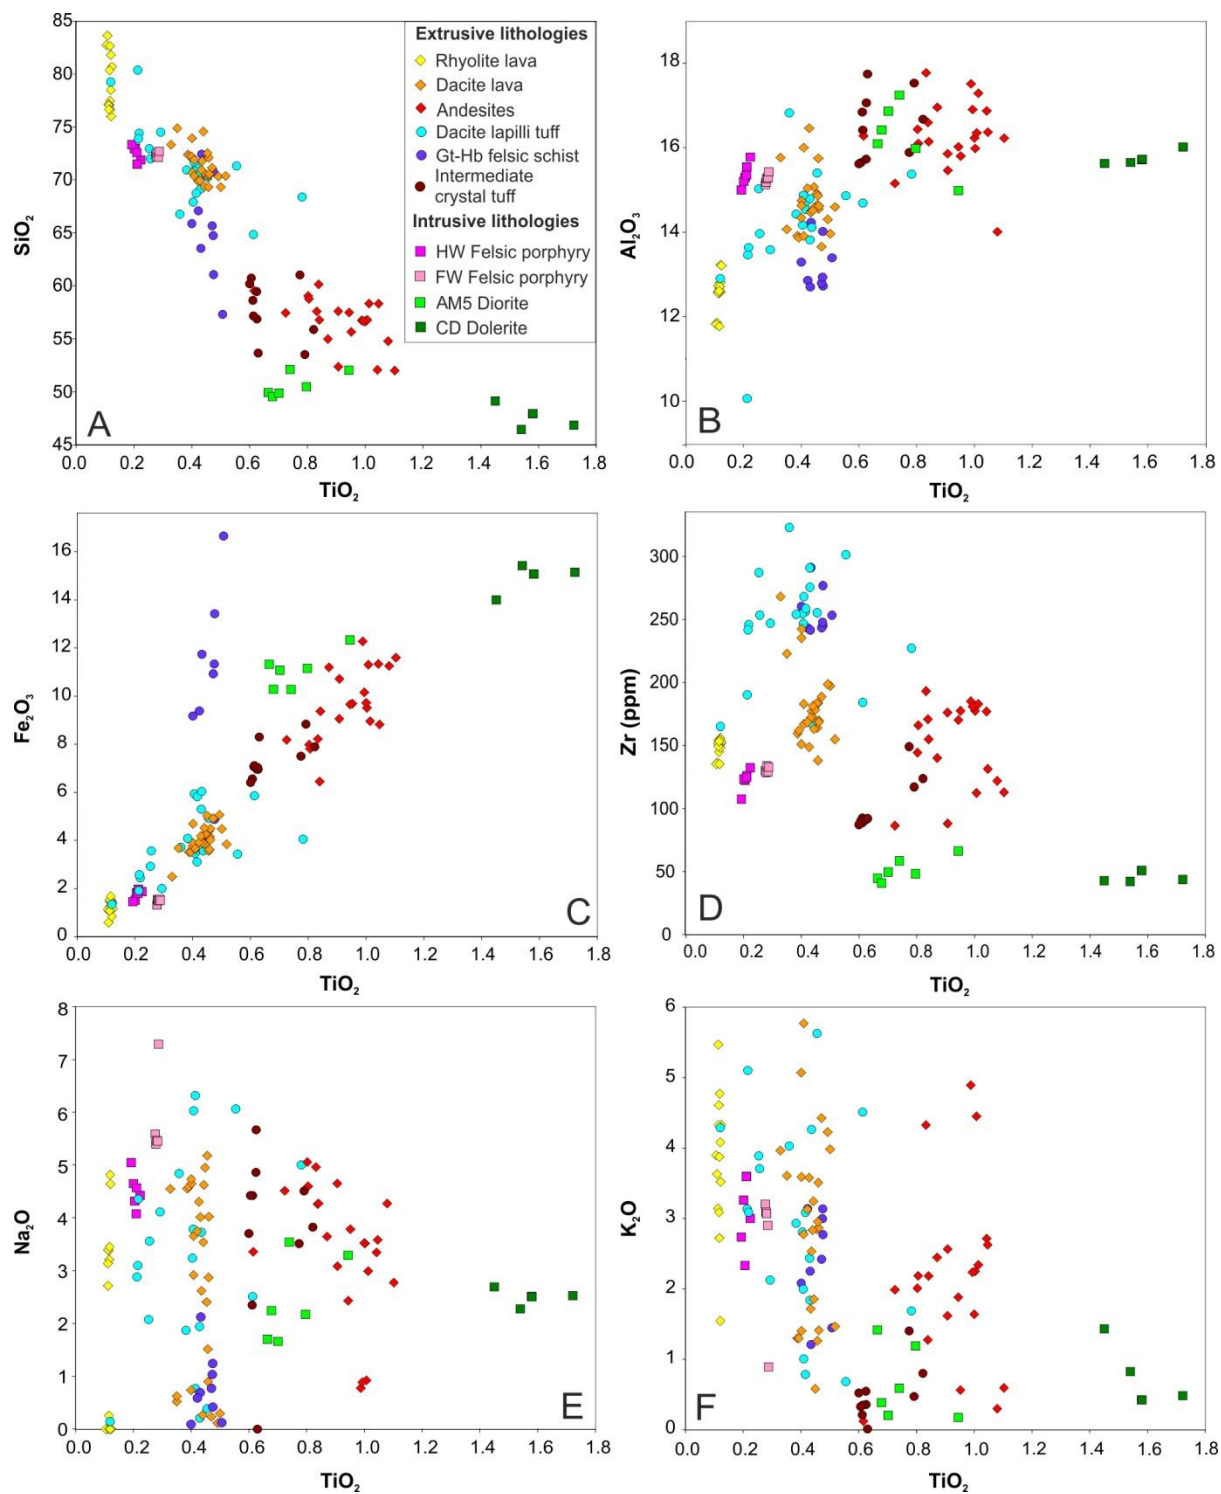 SiO₂
85
80
75
70
65
60
55
50
45
0.0 0.2 0.4 0.6 0.8 1.0 1.2 1.4 1.6 1.8
TiO₂
A
Extrusive lithologies
Rhyolite lava
Dacite lava
Andesites
Dacite lapilli tuff
Gt-Hb felsic schist
Intermediate
crystal tuff
Intrusive lithologies
HW Felsic porphyry
FW Felsic porphyry
AM5 Diorite
CD Dolerite
Al₂O₃
18
16
14
12
10
0.0 0.2 0.4 0.6 0.8 1.0 1.2 1.4 1.6 1.8
TiO₂
B
Fe₂O₃
16
14
12
10
8
6
4
2
0
0.0 0.2 0.4 0.6 0.8 1.0 1.2 1.4 1.6 1.8
TiO₂
C
Zr (ppm)
300
250
200
150
100
50
0
0.0 0.2 0.4 0.6 0.8 1.0 1.2 1.4 1.6 1.8
TiO₂
D
Na₂O
8
7
6
5
4
3
2
1
0
0.0 0.2 0.4 0.6 0.8 1.0 1.2 1.4 1.6 1.8
TiO₂
E
K₂O
6
5
4
3
2
1
0
0.0 0.2 0.4 0.6 0.8 1.0 1.2 1.4 1.6 1.8
TiO₂
F